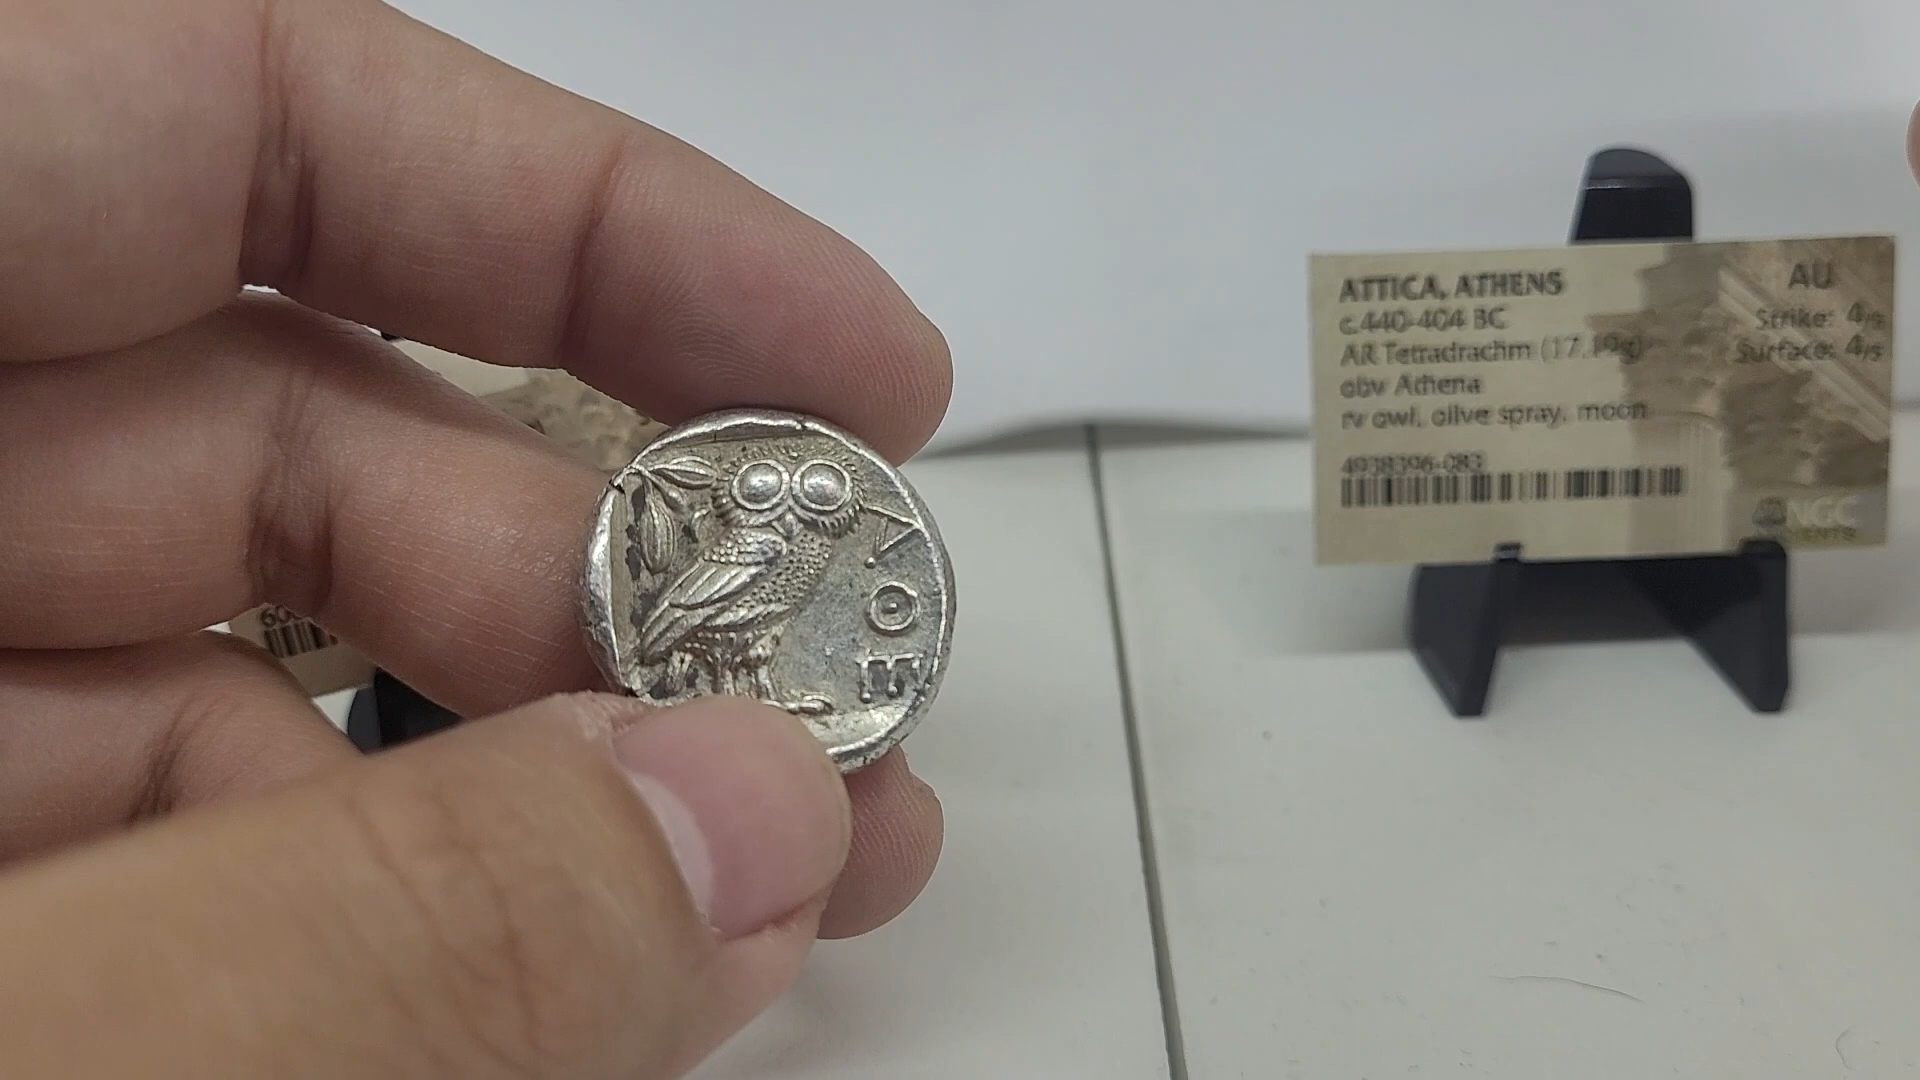 ΑΘΕ
ATTICA, ATHENS
c.440-404 BC
AR Tetradrachm (17.19g)
obv Athena
rv owl, olive spray, moon
4938396-083
AU
Strike: 4/5
Surface: 4/5
NGC